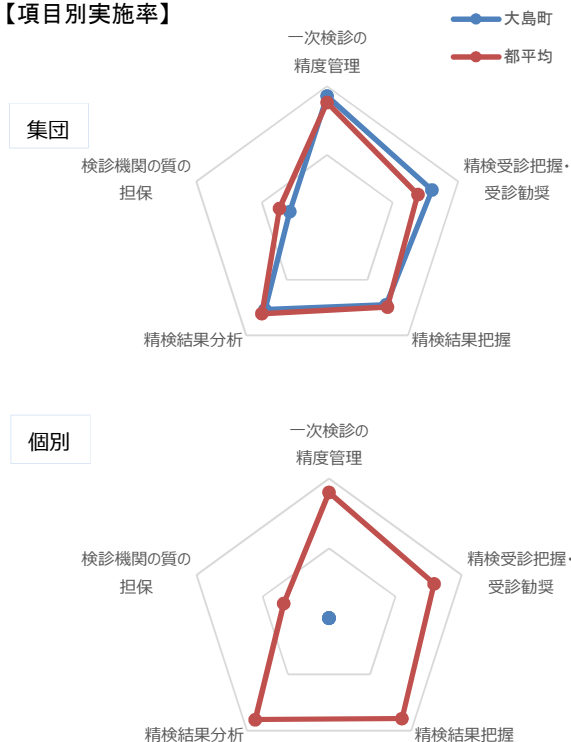 【項目別実施率】
大島町
都平均
集団
一次検診の
精度管理
精検受診把握・
受診勧奨
精検結果把握
精検結果分析
検診機関の質の
担保
個別
一次検診の
精度管理
精検受診把握・
受診勧奨
精検結果把握
精検結果分析
検診機関の質の
担保